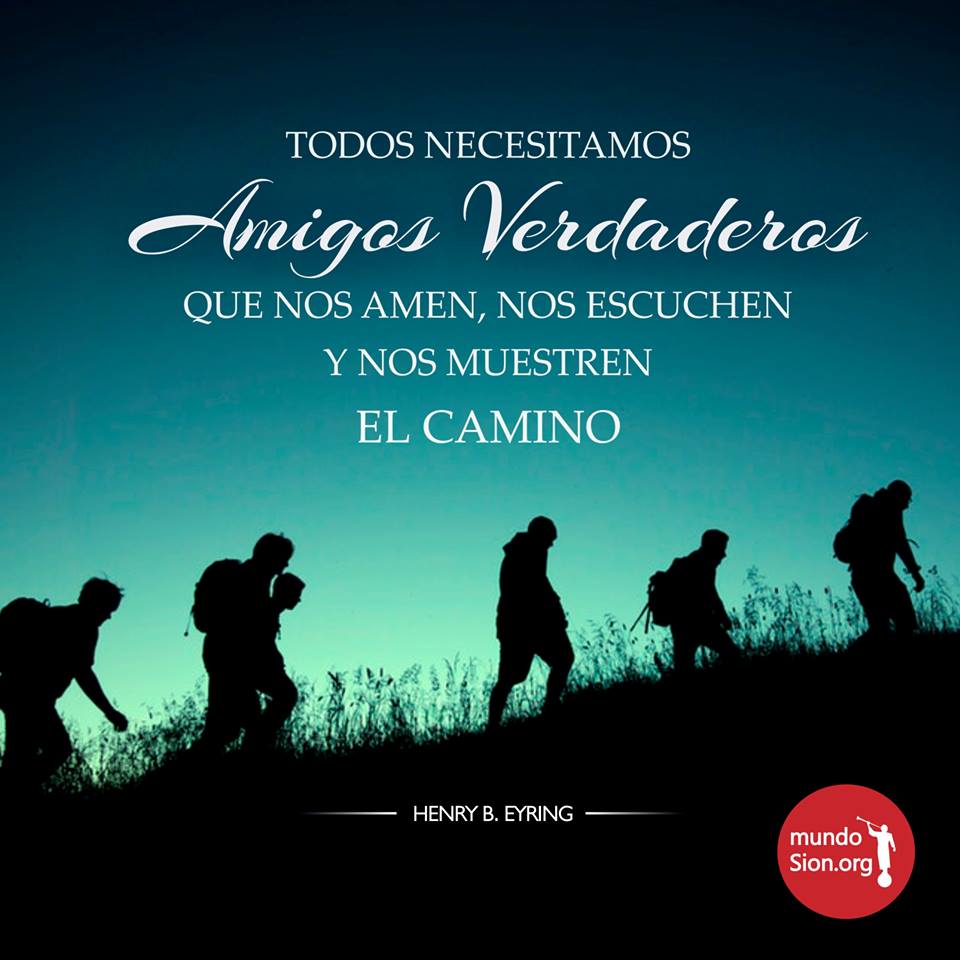 TODOS NECESITAMOS
Amigos Verdaderos
QUE NOS AMEN, NOS ESCUCHEN
Y NOS MUESTREN
EL CAMINO
HENRY B. EYRING
mundo
Sion.org